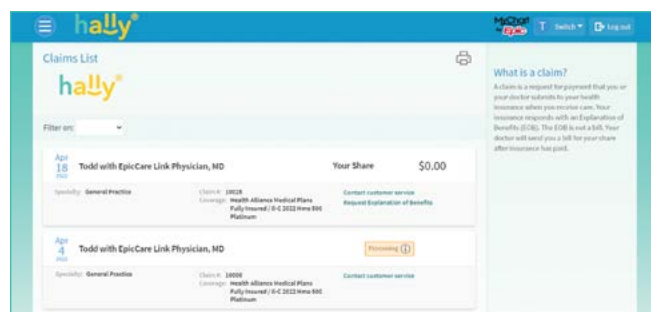 hally®
MyChart
by Epic
T
Switch
Log out
Claims List
hally®
Filter on:
Apr
18
2022
Todd with EpicCare Link Physician, MD
Your Share
$0.00
Specialty: General Practice
Claim #:
Coverage: Health Alliance Medical Plans
Fully Insured /
Platinum
Contact customer service
Request Explanation of Benefits
Apr
4
2022
Todd with EpicCare Link Physician, MD
Processing
Specialty: General Practice
Claim #:
Coverage: Health Alliance Medical Plans
Fully Insured /
Platinum
Contact customer service
What is a claim?
A claim is a request for payment that you or
your doctor submits to your health
insurance when you receive care. Your
insurance responds with an Explanation of
Benefits (EOB). The EOB is not a bill. Your
doctor will send you a bill for your share
after insurance has paid.